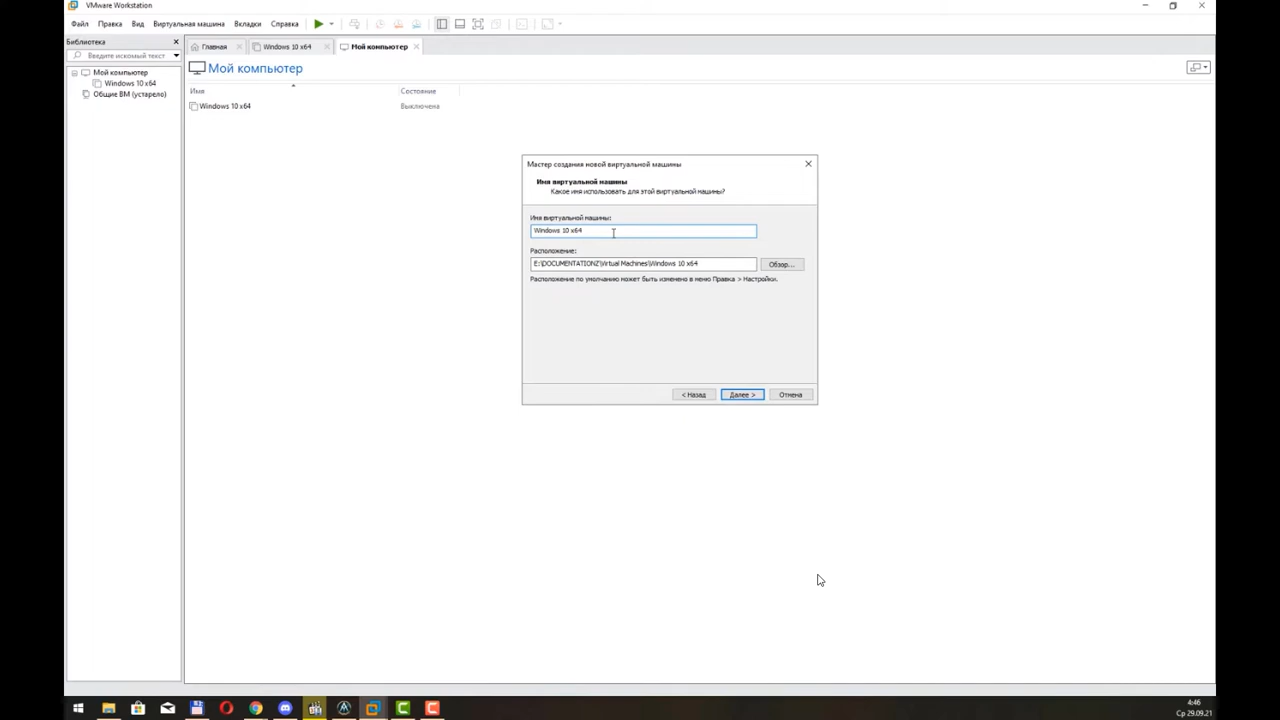 VMware Workstation
Файл Правка Вид Виртуальная машина Вкладки Справка
Библиотека
Введите искомый текст
Мой компьютер
Windows 10 x64
Общие ВМ (устарело)
Главная Windows 10 x64 Мой компьютер
Мой компьютер
Имя Состояние
Windows 10 x64 Выключена
Мастер создания новой виртуальной машины
Имя виртуальной машины
Какое имя использовать для этой виртуальной машины?
Имя виртуальной машины:
Windows 10 x64
Расположение:
E:\DOCUMENTATIONZ\Virtual Machines\Windows 10 x64 Обзор...
Расположение по умолчанию может быть изменено в меню Правка > Настройки.
< Назад Далее > Отмена
4:46
Ср 29.09.21